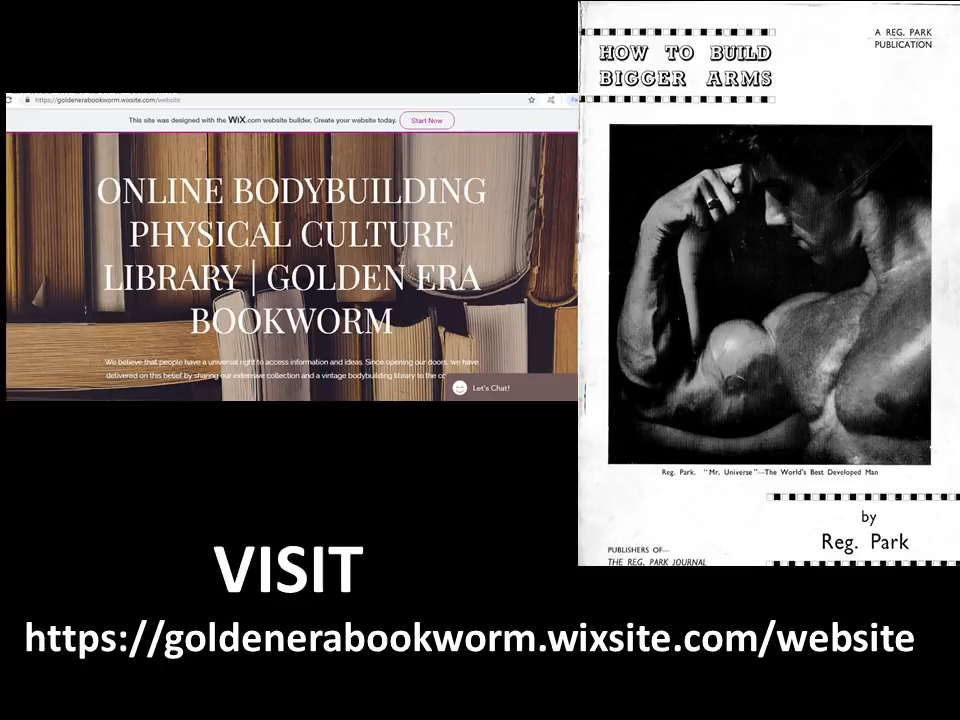 https://goldenerabookworm.wixsite.com/website
This site was designed with the WiX.com website builder. Create your website today. Start Now
ONLINE BODYBUILDING
PHYSICAL CULTURE
LIBRARY | GOLDEN ERA
BOOKWORM
We believe that people have a universal right to access information and ideas. Since opening our doors, we have
delivered on this belief by sharing our extensive collection and a vintage bodybuilding library to the
Let's Chat!
A REG. PARK
PUBLICATION
HOW TO BUILD
BIGGER ARMS
Reg. Park. "Mr. Universe"—The World's Best Developed Man
by
Reg. Park
PUBLISHERS OF—
THE REG. PARK JOURNAL
VISIT
https://goldenerabookworm.wixsite.com/website